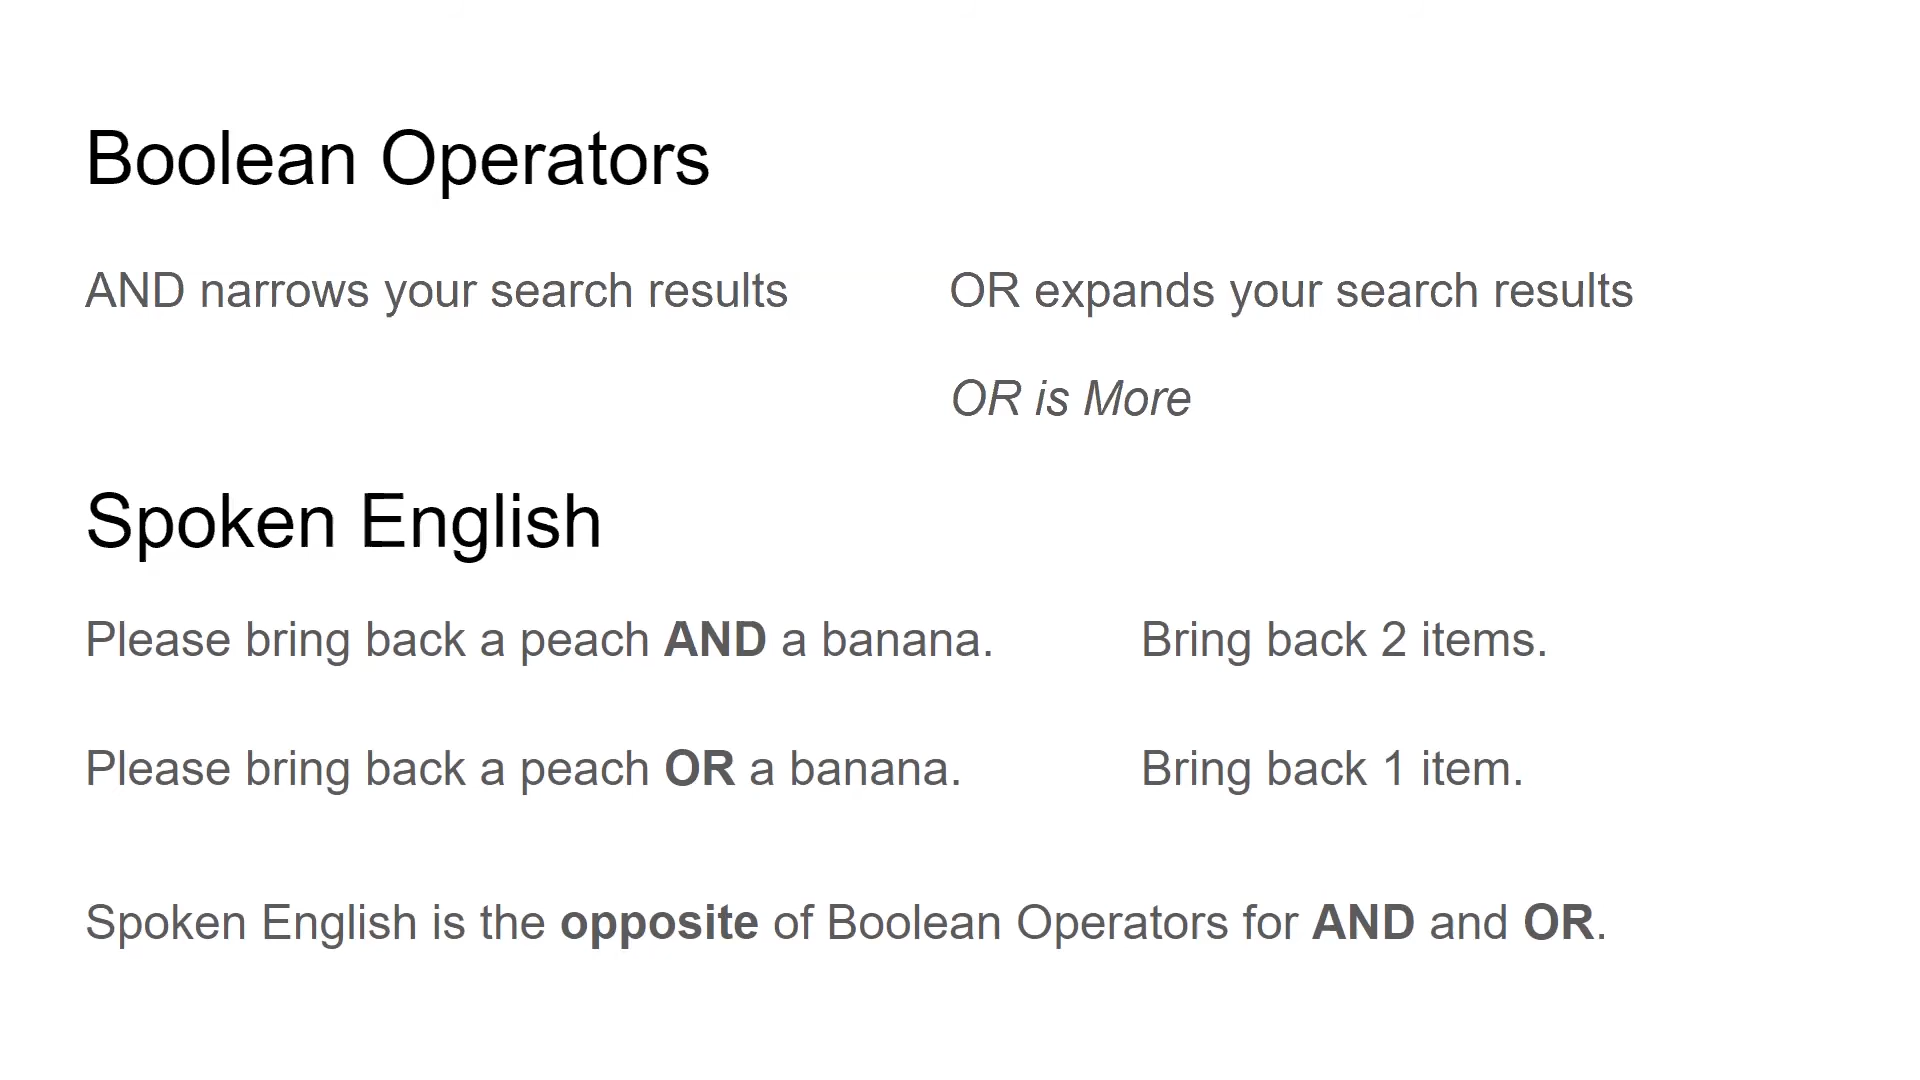 Boolean Operators
AND narrows your search results
OR expands your search results
OR is More
Spoken English
Please bring back a peach AND a banana.
Bring back 2 items.
Please bring back a peach OR a banana.
Bring back 1 item.
Spoken English is the opposite of Boolean Operators for AND and OR.